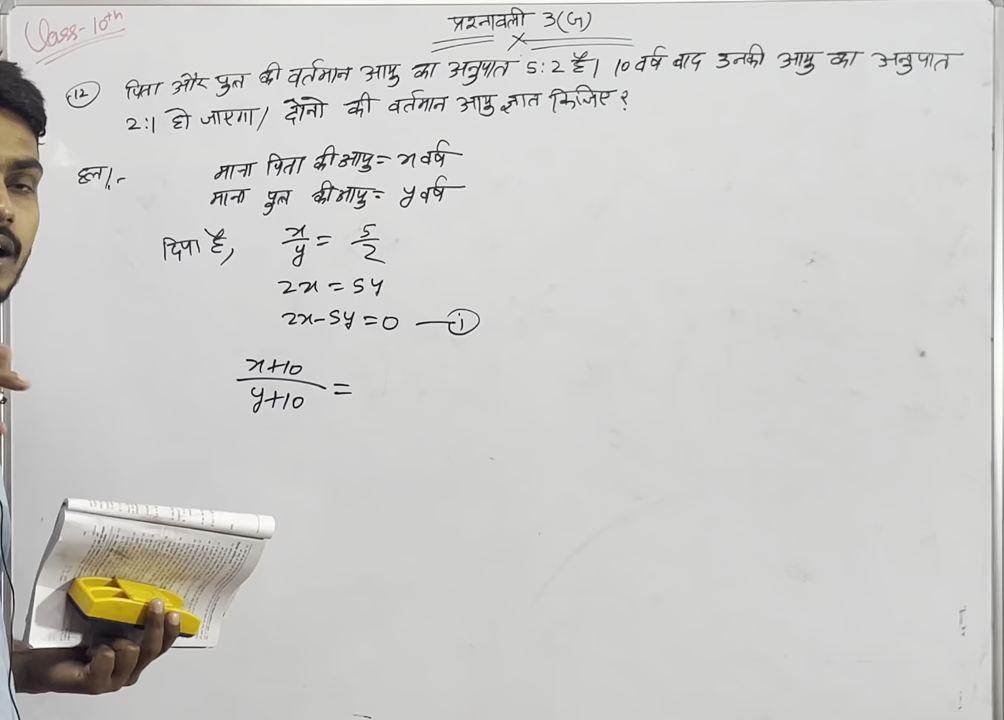 Class-10th
प्रश्नावली 3(G)
(12) पिता और पुत्र की वर्तमान आयु का अनुपात 5:2 है। 10 वर्ष बाद उनकी आयु का अनुपात
2:1 हो जाएगा/ दोनो की वर्तमान आयु ज्ञात किजिए?
हल/:- माना पिता की आयु = x वर्ष
माना पुत्र की आयु = y वर्ष
दिया है, x/y = 5/2
2x = 5y
2x-5y = 0 — (i)
x+10/y+10 =